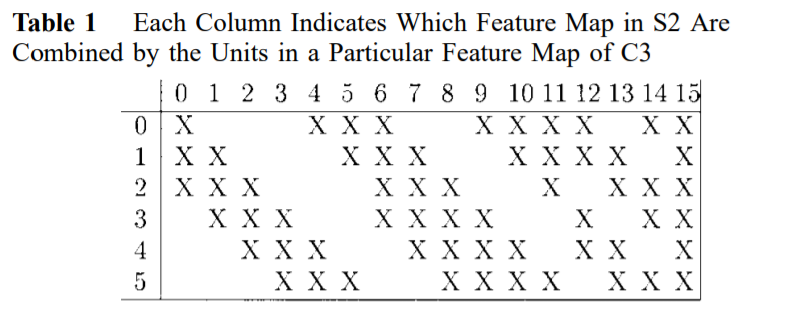 Table 1 Each Column Indicates Which Feature Map in S2 Are
Combined by the Units in a Particular Feature Map of C3
0 1 2 3 4 5 6 7 8 9 10 11 12 13 14 15
0 X X X X X X X X X X
1 X X X X X X X X X X
2 X X X X X X X X X X
3 X X X X X X X X X X
4 X X X X X X X X X X
5 X X X X X X X X X X